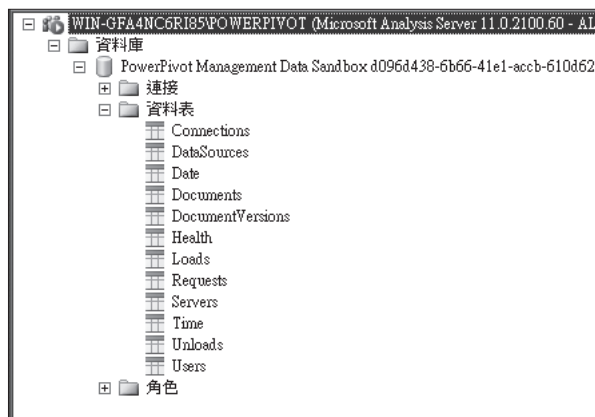 WIN-GFA4NC6RI85\POWERPIVOT (Microsoft Analysis Server 11.0.2100.60 - AL
資料庫
PowerPivot Management Data Sandbox d096d438-6b66-41e1-accb-610d62
連接
資料表
Connections
DataSources
Date
Documents
DocumentVersions
Health
Loads
Requests
Servers
Time
Unloads
Users
角色